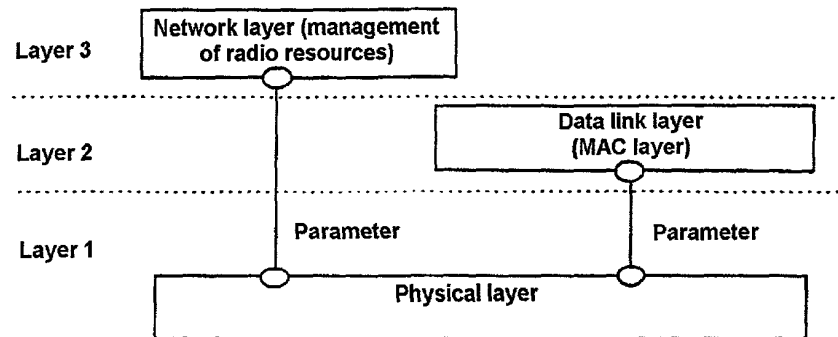 Layer 3
Network layer (management
of radio resources)
Layer 2
Data link layer
(MAC layer)
Layer 1
Parameter
Parameter
Physical layer